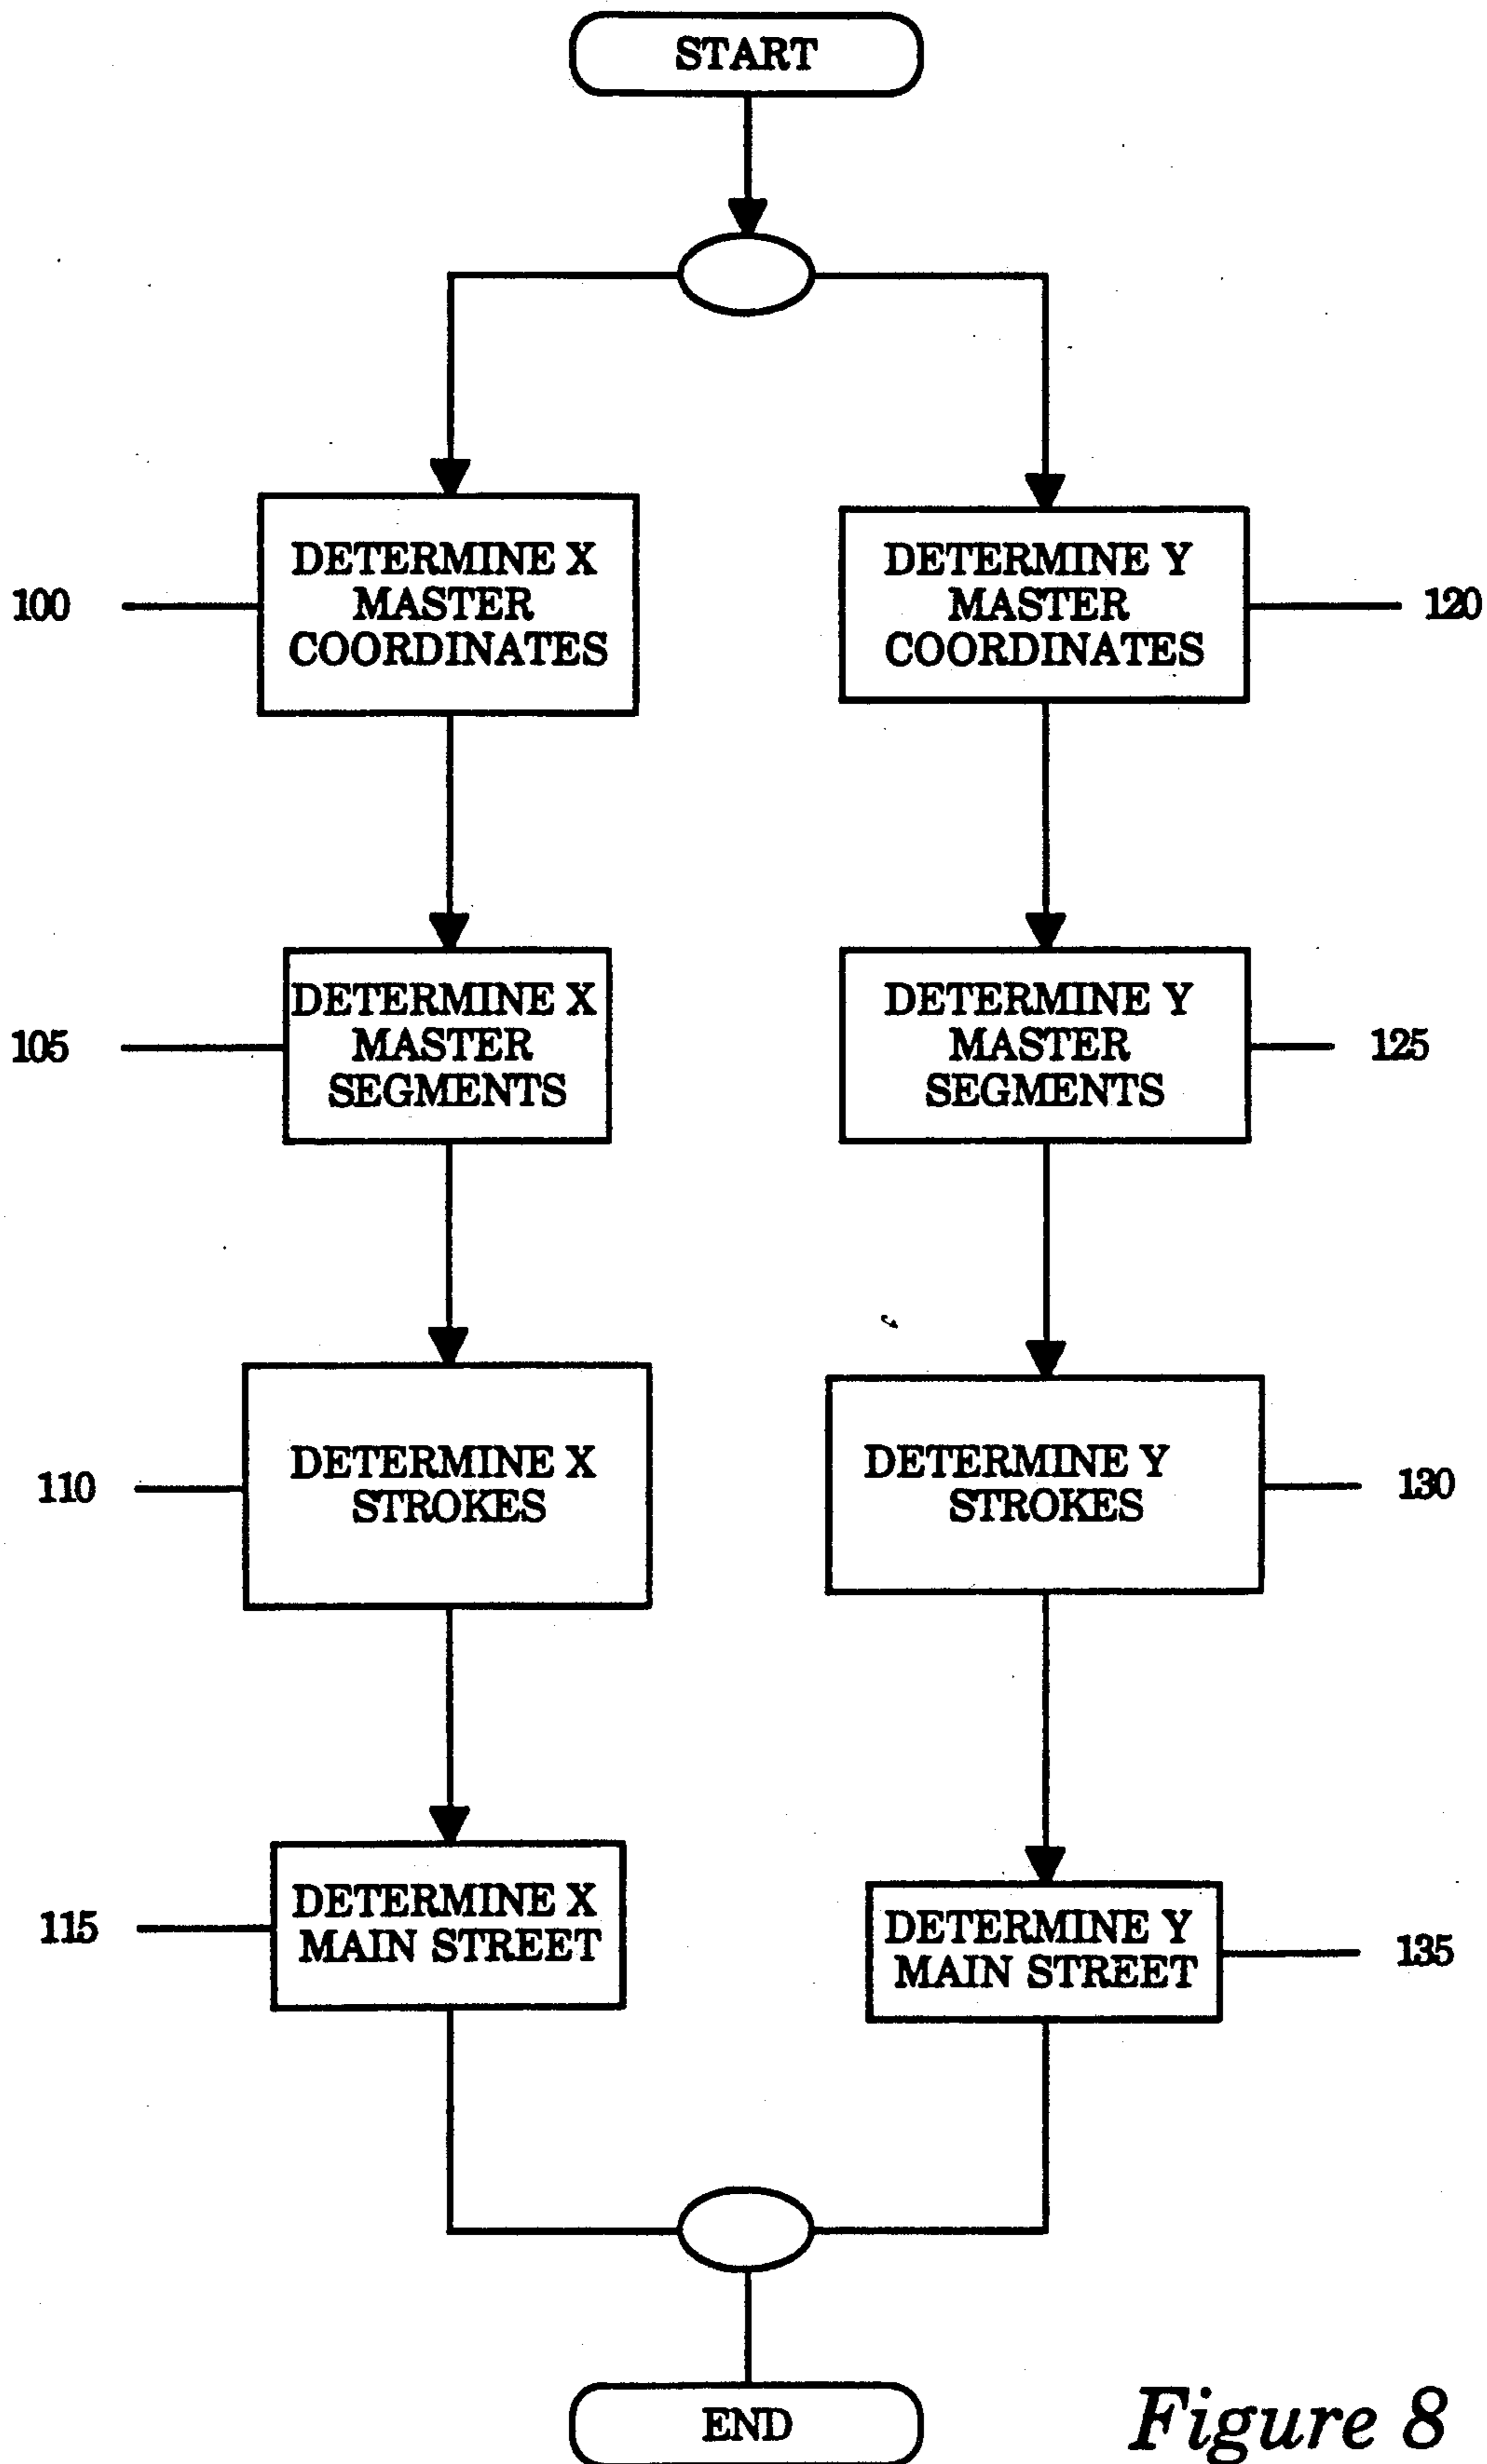 START
DETERMINE X
MASTER
COORDINATES
100
DETERMINE Y
MASTER
COORDINATES
120
DETERMINE X
MASTER
SEGMENTS
105
DETERMINE Y
MASTER
SEGMENTS
125
DETERMINE X
STROKES
110
DETERMINE Y
STROKES
130
DETERMINE X
MAIN STREET
115
DETERMINE Y
MAIN STREET
135
END
Figure 8